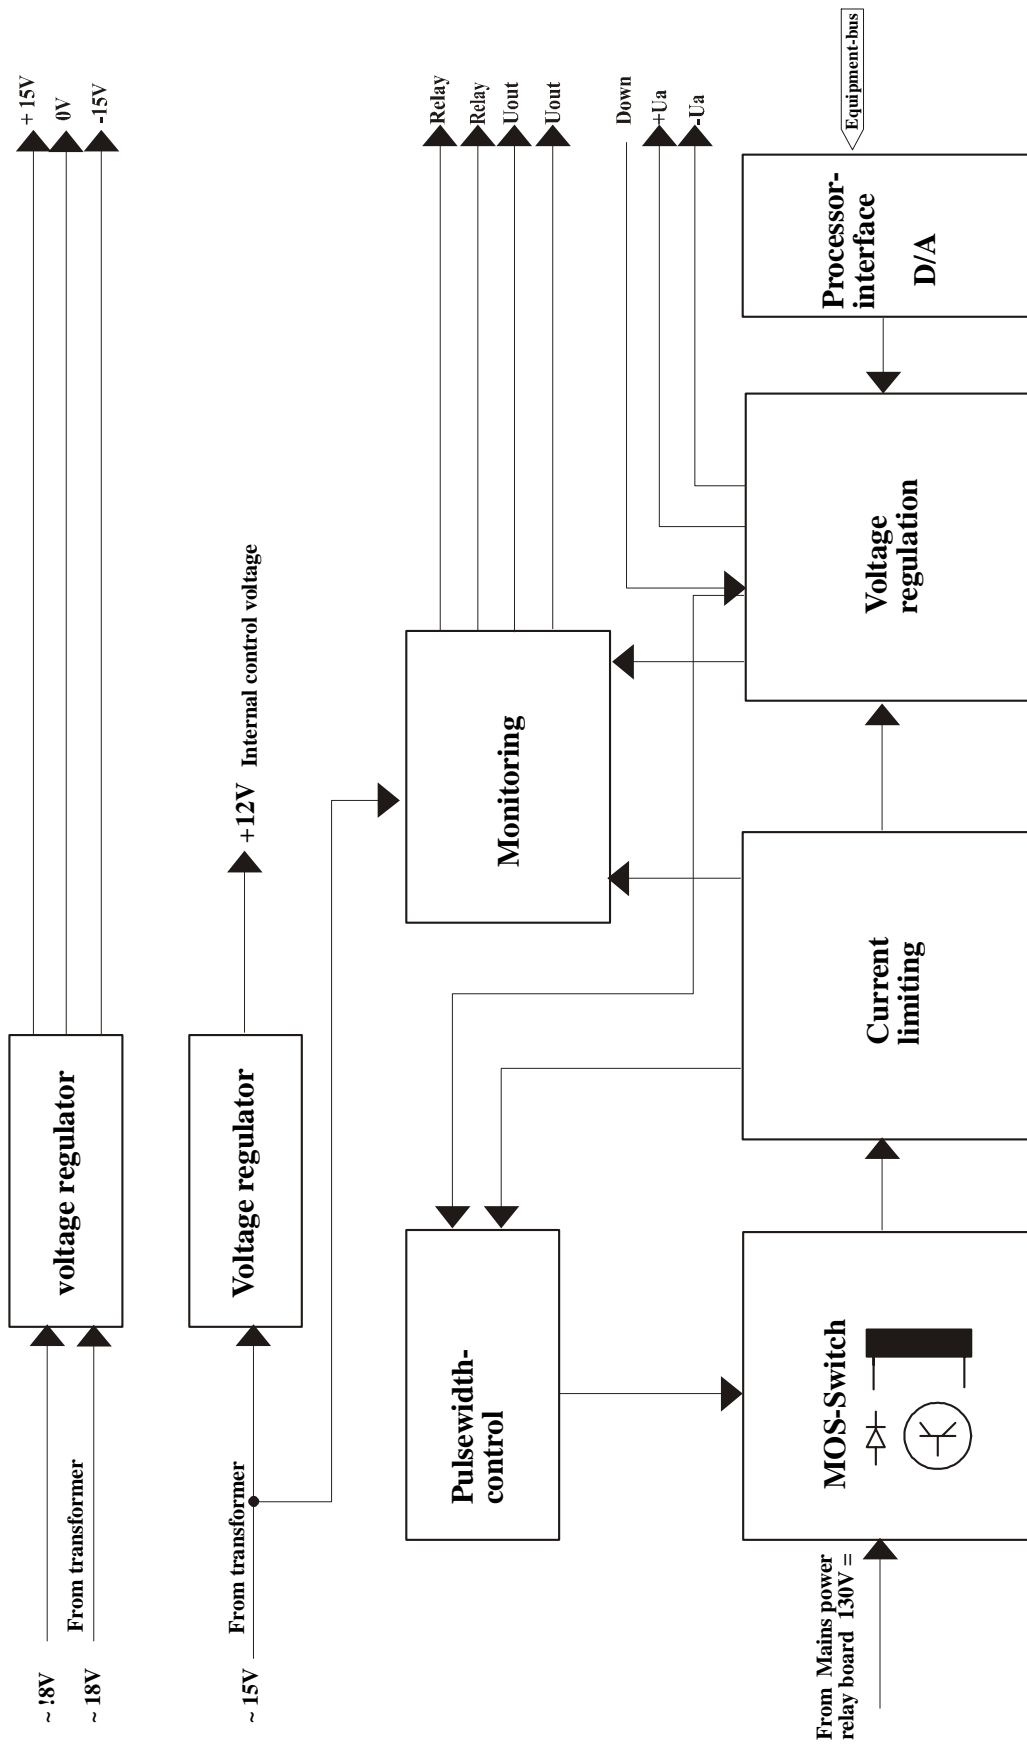 ~ !8V
~ 18V
From transformer
voltage regulator
+ 15V
0V
-15V
~ 15V
From transformer
Voltage regulator
+12V Internal control voltage
Pulsewidth-
control
Monitoring
Relay
Relay
Uout
Uout
Down
+Ua
-Ua
From Mains power
relay board 130V =
MOS-Switch
Current
limiting
Voltage
regulation
Processor-
interface
D/A
Equipment-bus